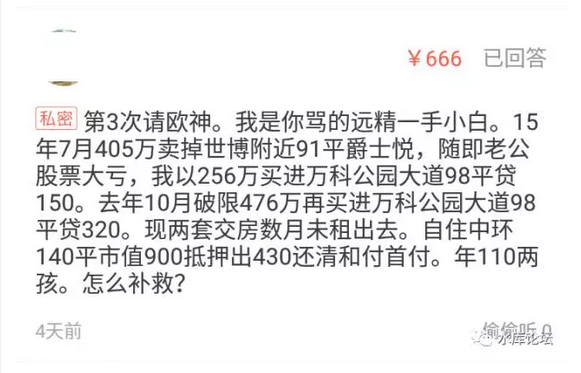 ￥666 已回答
私密 第3次请欧神。我是你骂的远精一手小白。15
年7月405万卖掉世博附近91平爵士悦，随即老公
股票大亏，我以256万买进万科公园大道98平贷
150。去年10月破限476万再买进万科公园大道98
平贷320。现两套交房数月未租出去。自住中环
140平市值900抵押出430还清和付首付。年110两
孩。怎么补救？
4天前 偷偷听 0
水库论坛